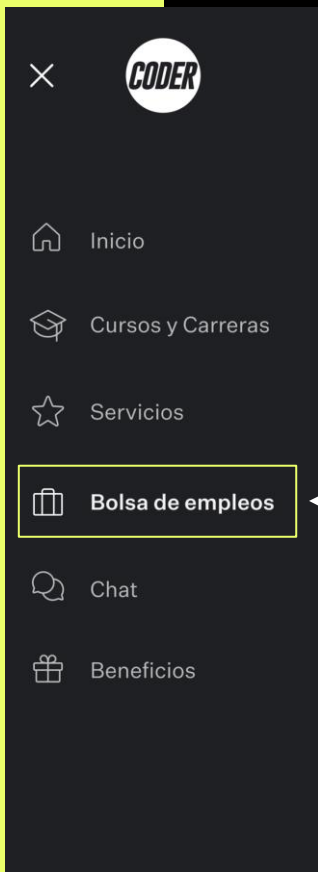 CODER
Inicio
Cursos y Carreras
Servicios
Bolsa de empleos
Chat
Beneficios